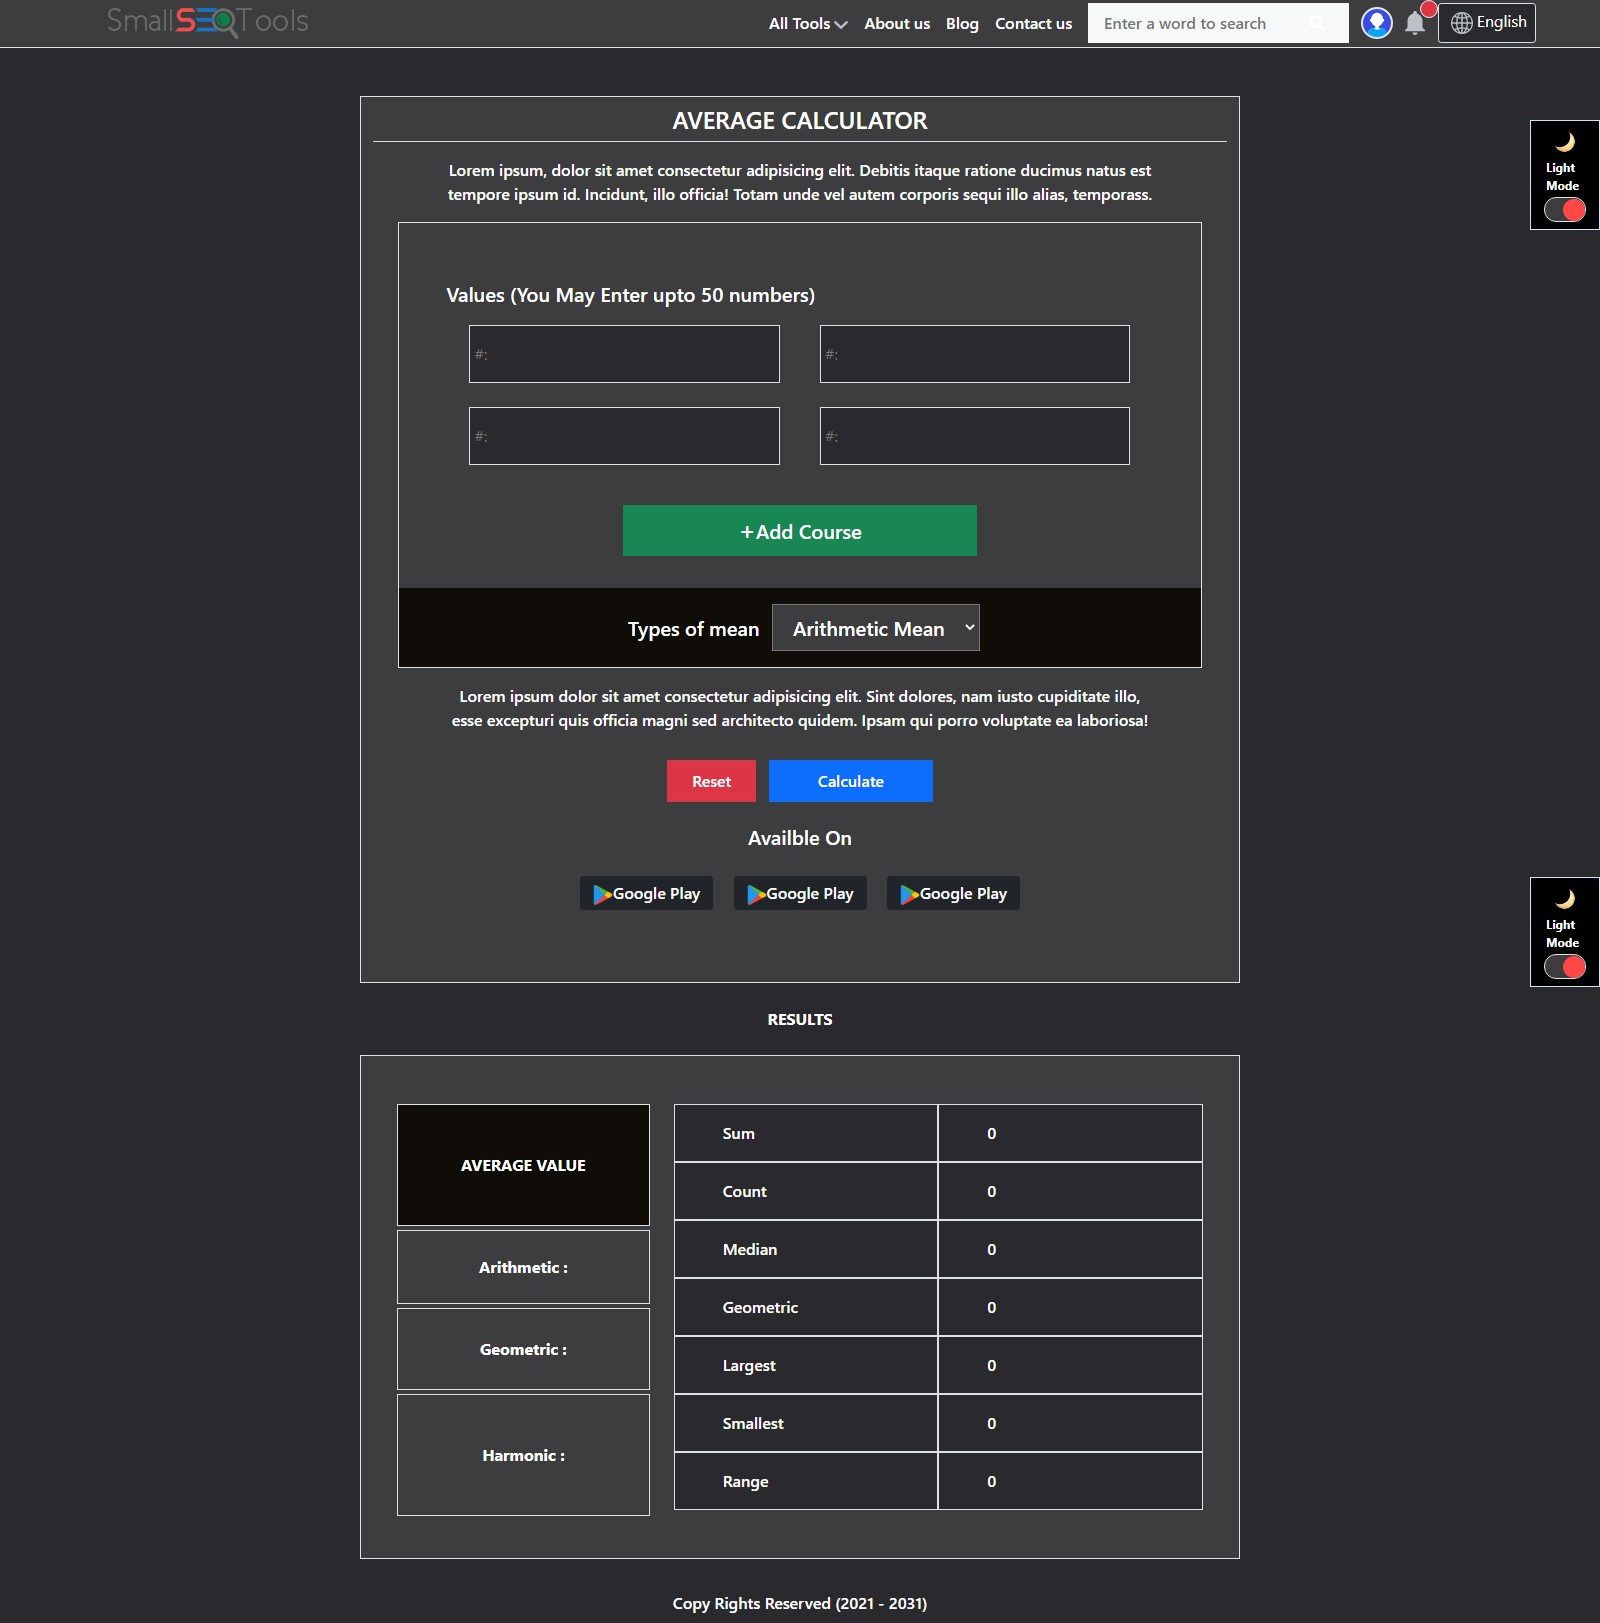 SmallSEOTools
All Tools About us Blog Contact us Enter a word to search English
AVERAGE CALCULATOR
Lorem ipsum, dolor sit amet consectetur adipisicing elit. Debitis itaque ratione ducimus natus est
tempore ipsum id. Incidunt, illo officia! Totam unde vel autem corporis sequi illo alias, temporass.
Light
Mode
Values (You May Enter upto 50 numbers)
#: #:
#: #:
+Add Course
Types of mean Arithmetic Mean
Lorem ipsum dolor sit amet consectetur adipisicing elit. Sint dolores, nam iusto cupiditate illo,
esse excepturi quis officia magni sed architecto quidem. Ipsam qui porro voluptate ea laboriosa!
Reset Calculate
Availble On
Google Play Google Play Google Play
Light
Mode
RESULTS
AVERAGE VALUE
Arithmetic :
Geometric :
Harmonic :
Sum 0
Count 0
Median 0
Geometric 0
Largest 0
Smallest 0
Range 0
Copy Rights Reserved (2021 - 2031)